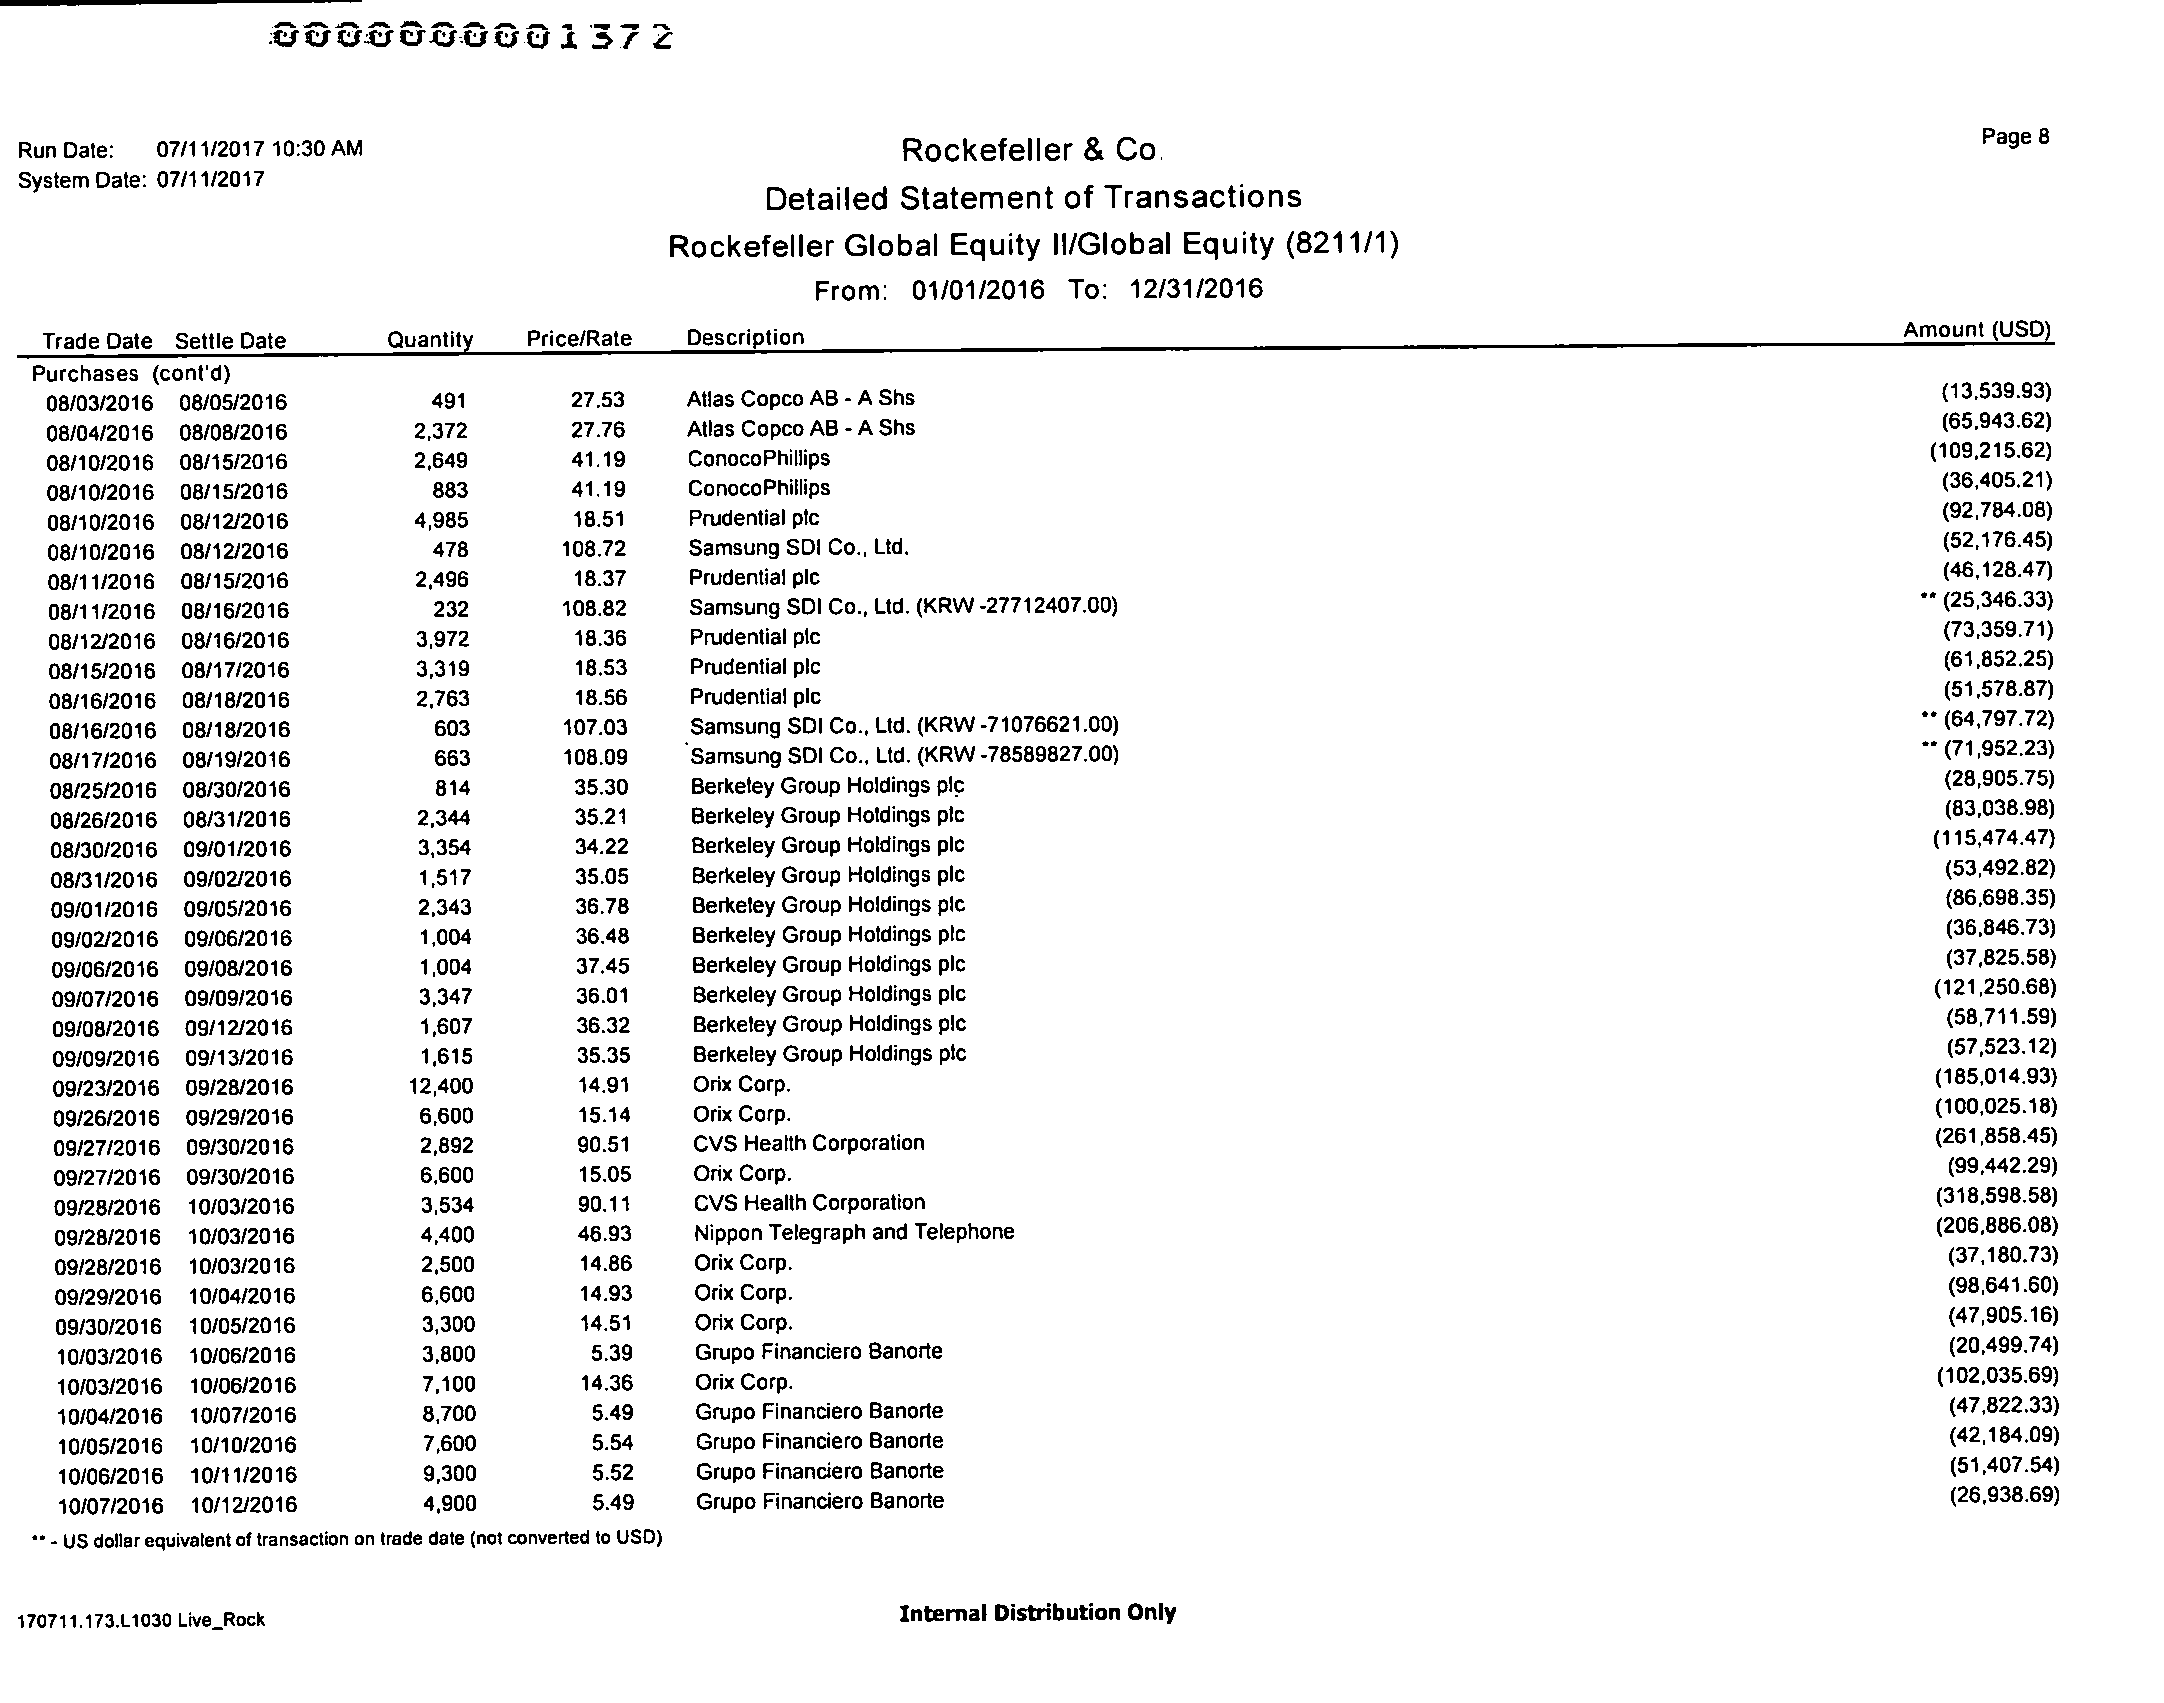 0000000001372
Run Date: 07/11/2017 10:30 AM
Rockefeller & Co.
Page 8
System Date: 07/11/2017
Detailed Statement of Transactions
Rockefeller Global Equity II/Global Equity (8211/1)
From: 01/01/2016 To: 12/31/2016
Trade Date Settle Date Quantity Price/Rate Description Amount (USD)
Purchases (cont'd)
08/03/2016 08/05/2016 491 27.53 Atlas Copco AB - A Shs (13,539.93)
08/04/2016 08/08/2016 2,372 27.76 Atlas Copco AB - A Shs (65,943.62)
08/10/2016 08/15/2016 2,649 41.19 ConocoPhillips (109,215.62)
08/10/2016 08/15/2016 883 41.19 ConocoPhillips (36,405.21)
08/10/2016 08/12/2016 4,985 18.51 Prudential plc (92,784.08)
08/10/2016 08/12/2016 478 108.72 Samsung SDI Co., Ltd. (52,176.45)
08/11/2016 08/15/2016 2,496 18.37 Prudential plc (46,128.47)
08/11/2016 08/16/2016 232 108.82 Samsung SDI Co., Ltd. (KRW -27712407.00) ** (25,346.33)
08/12/2016 08/16/2016 3,972 18.36 Prudential plc (73,359.71)
08/15/2016 08/17/2016 3,319 18.53 Prudential plc (61,852.25)
08/16/2016 08/18/2016 2,763 18.56 Prudential plc (51,578.87)
08/16/2016 08/18/2016 603 107.03 Samsung SDI Co., Ltd. (KRW -71076621.00) ** (64,797.72)
08/17/2016 08/19/2016 663 108.09 Samsung SDI Co., Ltd. (KRW -78589827.00) ** (71,952.23)
08/25/2016 08/30/2016 814 35.30 Berkeley Group Holdings plc (28,905.75)
08/26/2016 08/31/2016 2,344 35.21 Berkeley Group Holdings plc (83,038.98)
08/30/2016 09/01/2016 3,354 34.22 Berkeley Group Holdings plc (115,474.47)
08/31/2016 09/02/2016 1,517 35.05 Berkeley Group Holdings plc (53,492.82)
09/01/2016 09/05/2016 2,343 36.78 Berkeley Group Holdings plc (86,698.35)
09/02/2016 09/06/2016 1,004 36.48 Berkeley Group Holdings plc (36,846.73)
09/06/2016 09/08/2016 1,004 37.45 Berkeley Group Holdings plc (37,825.58)
09/07/2016 09/09/2016 3,347 36.01 Berkeley Group Holdings plc (121,250.68)
09/08/2016 09/12/2016 1,607 36.32 Berkeley Group Holdings plc (58,711.59)
09/09/2016 09/13/2016 1,615 35.35 Berkeley Group Holdings plc (57,523.12)
09/23/2016 09/28/2016 12,400 14.91 Orix Corp. (185,014.93)
09/26/2016 09/29/2016 6,600 15.14 Orix Corp. (100,025.18)
09/27/2016 09/30/2016 2,892 90.51 CVS Health Corporation (261,858.45)
09/27/2016 09/30/2016 6,600 15.05 Orix Corp. (99,442.29)
09/28/2016 10/03/2016 3,534 90.11 CVS Health Corporation (318,598.58)
09/28/2016 10/03/2016 4,400 46.93 Nippon Telegraph and Telephone (206,886.08)
09/28/2016 10/03/2016 2,500 14.86 Orix Corp. (37,180.73)
09/29/2016 10/04/2016 6,600 14.93 Orix Corp. (98,641.60)
09/30/2016 10/05/2016 3,300 14.51 Orix Corp. (47,905.16)
10/03/2016 10/06/2016 3,800 5.39 Grupo Financiero Banorte (20,499.74)
10/03/2016 10/06/2016 7,100 14.36 Orix Corp. (102,035.69)
10/04/2016 10/07/2016 8,700 5.49 Grupo Financiero Banorte (47,822.33)
10/05/2016 10/10/2016 7,600 5.54 Grupo Financiero Banorte (42,184.09)
10/06/2016 10/11/2016 9,300 5.52 Grupo Financiero Banorte (51,407.54)
10/07/2016 10/12/2016 4,900 5.49 Grupo Financiero Banorte (26,938.69)
** - US dollar equivalent of transaction on trade date (not converted to USD)
170711.173.L1030 Live_Rock
Internal Distribution Only